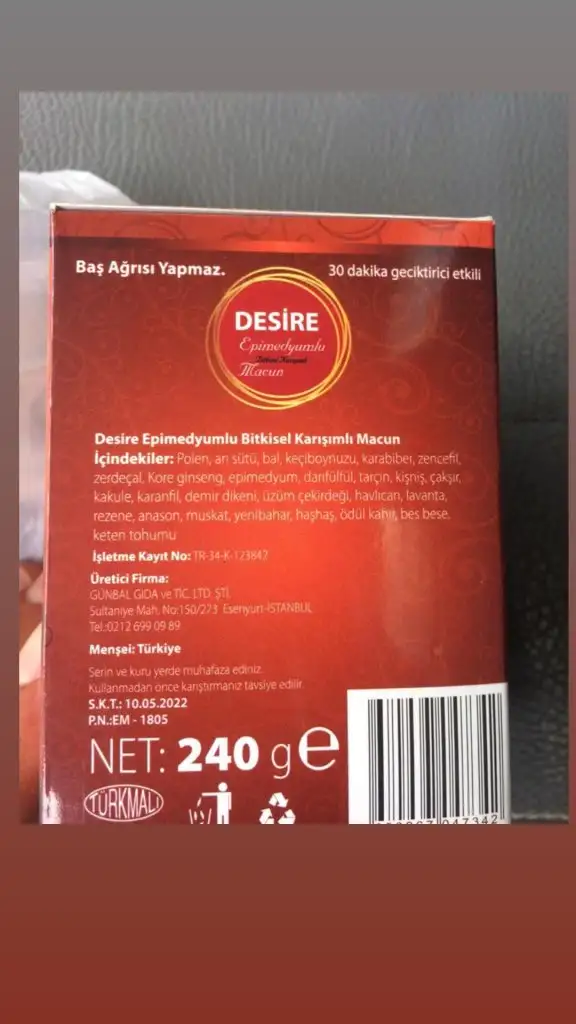 Baş Ağrısı Yapmaz.
30 dakika geciktirici etkili
DESİRE
Epimedyumlu
Macun
Desire Epimedyumlu Bitkisel Karışımlı Macun
İçindekiler: Polen, arı sütü, bal, keçiboynuzu, karabiber, zencefil,
zerdeçal, Kore ginseng, epimedyum, darıfülfül, tarçın, kişniş, çakşır,
kakule, karanfil, demir dikeni, üzüm çekirdeği, havlıcan, lavanta,
rezene, anason, muskat, yenibahar, haşhaş, ödül kahır, bes bese,
keten tohumu
İşletme Kayıt No: TR-34-K-123842
Üretici Firma:
GÜNBAL GIDA ve TİC. LTD. ŞTİ.
Sultaniye Mah. No:150/273 Esenyurt-İSTANBUL
Tel.:0212 699 09 89
Menşei: Türkiye
Serin ve kuru yerde muhafaza ediniz.
Kullanmadan önce karıştırmanız tavsiye edilir.
S.K.T.: 10.05.2022
P.N.:EM - 1805
NET: 240 g e
TÜRKMALI
047342